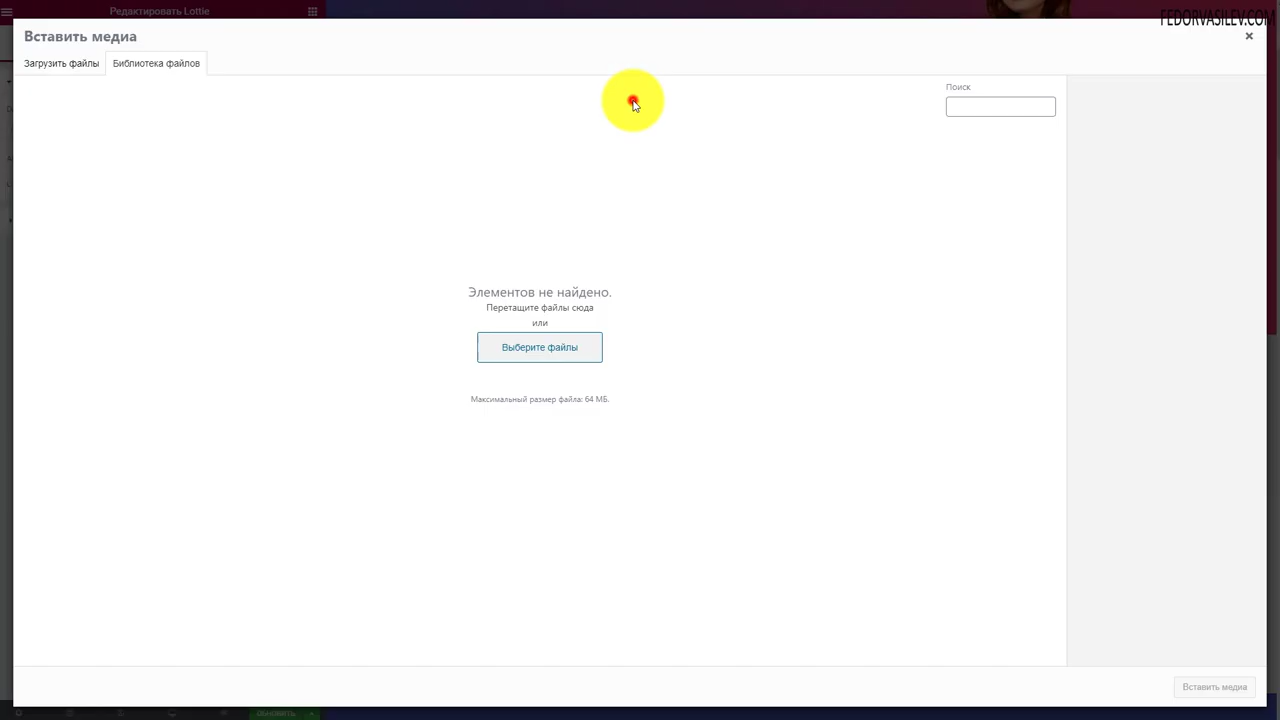 Редактировать Lottie
FEDORVASILEV.COM
Вставить медиа
Загрузить файлы
Библиотека файлов
Поиск
Элементов не найдено.
Перетащите файлы сюда
или
Выберите файлы
Максимальный размер файла: 64 МБ.
Вставить медиа